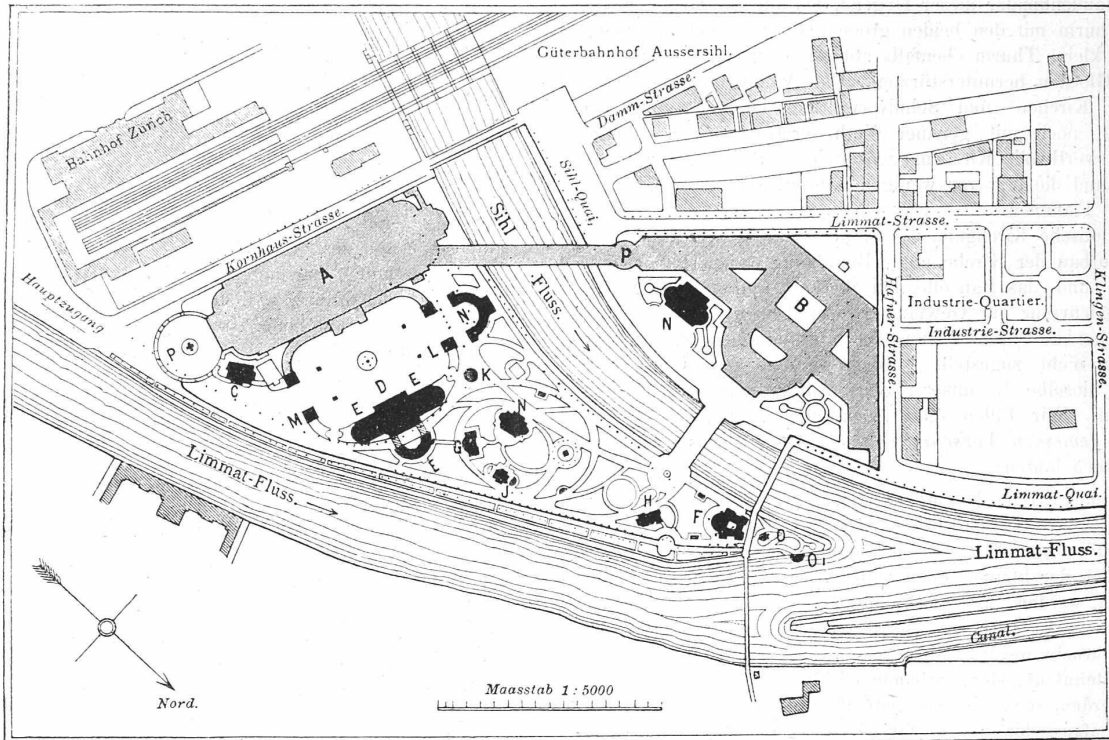 Güterbahnhof Aussersihl.
Damm-Strasse.
Bahnhof Zürich
Sihl-Quai.
Sihl
Limmat-Strasse.
Kornhaus-Strasse.
A
P
B
Hauptzugang
N
N
Fluss.
Hafner-Strasse.
Industrie-Quartier.
Klingen-Strasse.
Industrie-Strasse.
P
L
C
D
E
K
M
E
N
E
G
J
Limmat-Fluss.
H
F
O
O1
Limmat-Quai.
Limmat-Fluss.
Canal.
Nord.
Maasstab 1:5000